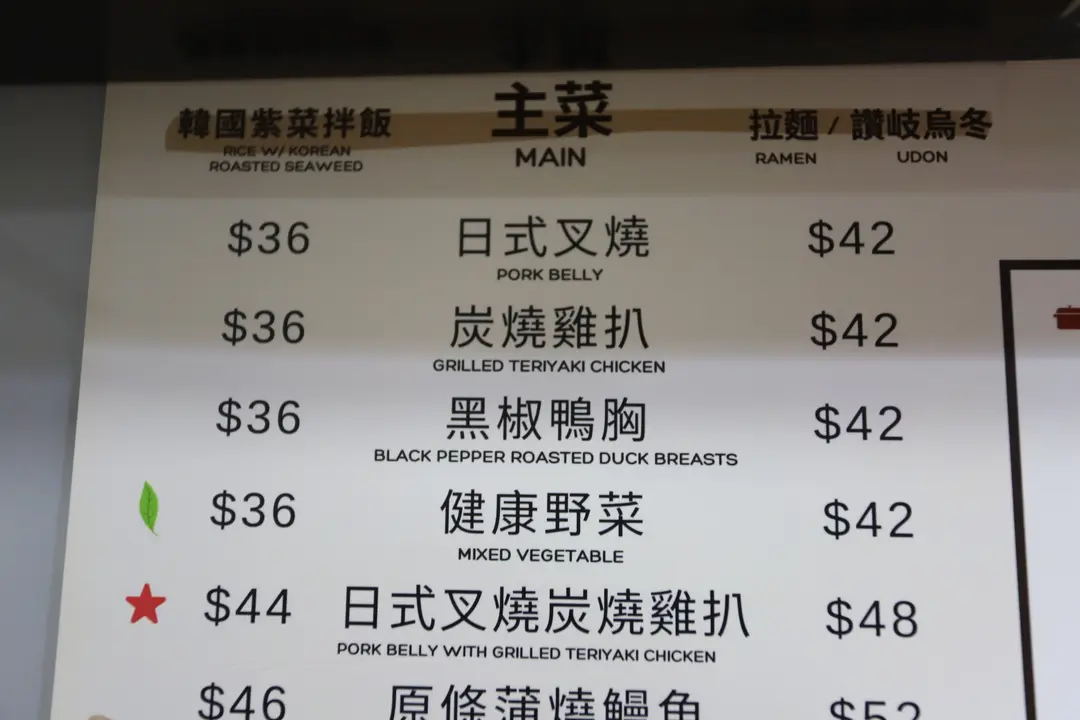 韓國紫菜拌飯 主菜 拉麵 / 讚岐烏冬
RICE W/ KOREAN
ROASTED SEAWEED
MAIN
RAMEN UDON
$36 日式叉燒 $42
PORK BELLY
$36 炭燒雞扒 $42
GRILLED TERIYAKI CHICKEN
$36 黑椒鴨胸 $42
BLACK PEPPER ROASTED DUCK BREASTS
$36 健康野菜 $42
MIXED VEGETABLE
$44 日式叉燒炭燒雞扒 $48
PORK BELLY WITH GRILLED TERIYAKI CHICKEN
$46 原條蒲燒鰻魚 $52